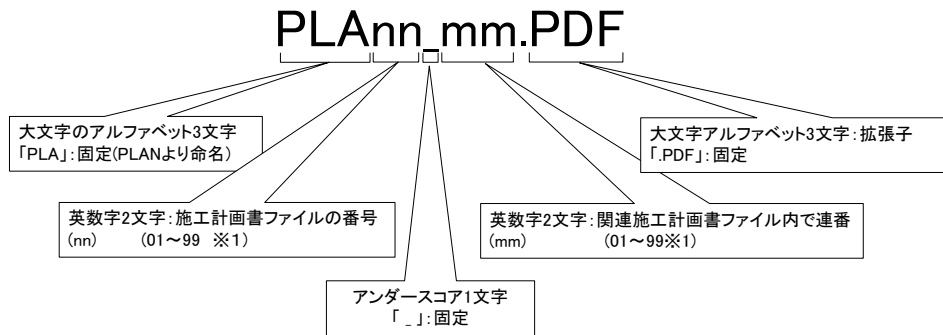 PLAnn_mm.PDF
大文字のアルファベット3文字
「PLA」:固定(PLANより命名)
大文字アルファベット3文字:拡張子
「.PDF」:固定
英数字2文字:施工計画書ファイルの番号
(nn) (01~99 ※1)
英数字2文字:関連施工計画書ファイル内で連番
(mm) (01~99※1)
アンダースコア1文字
「_」:固定